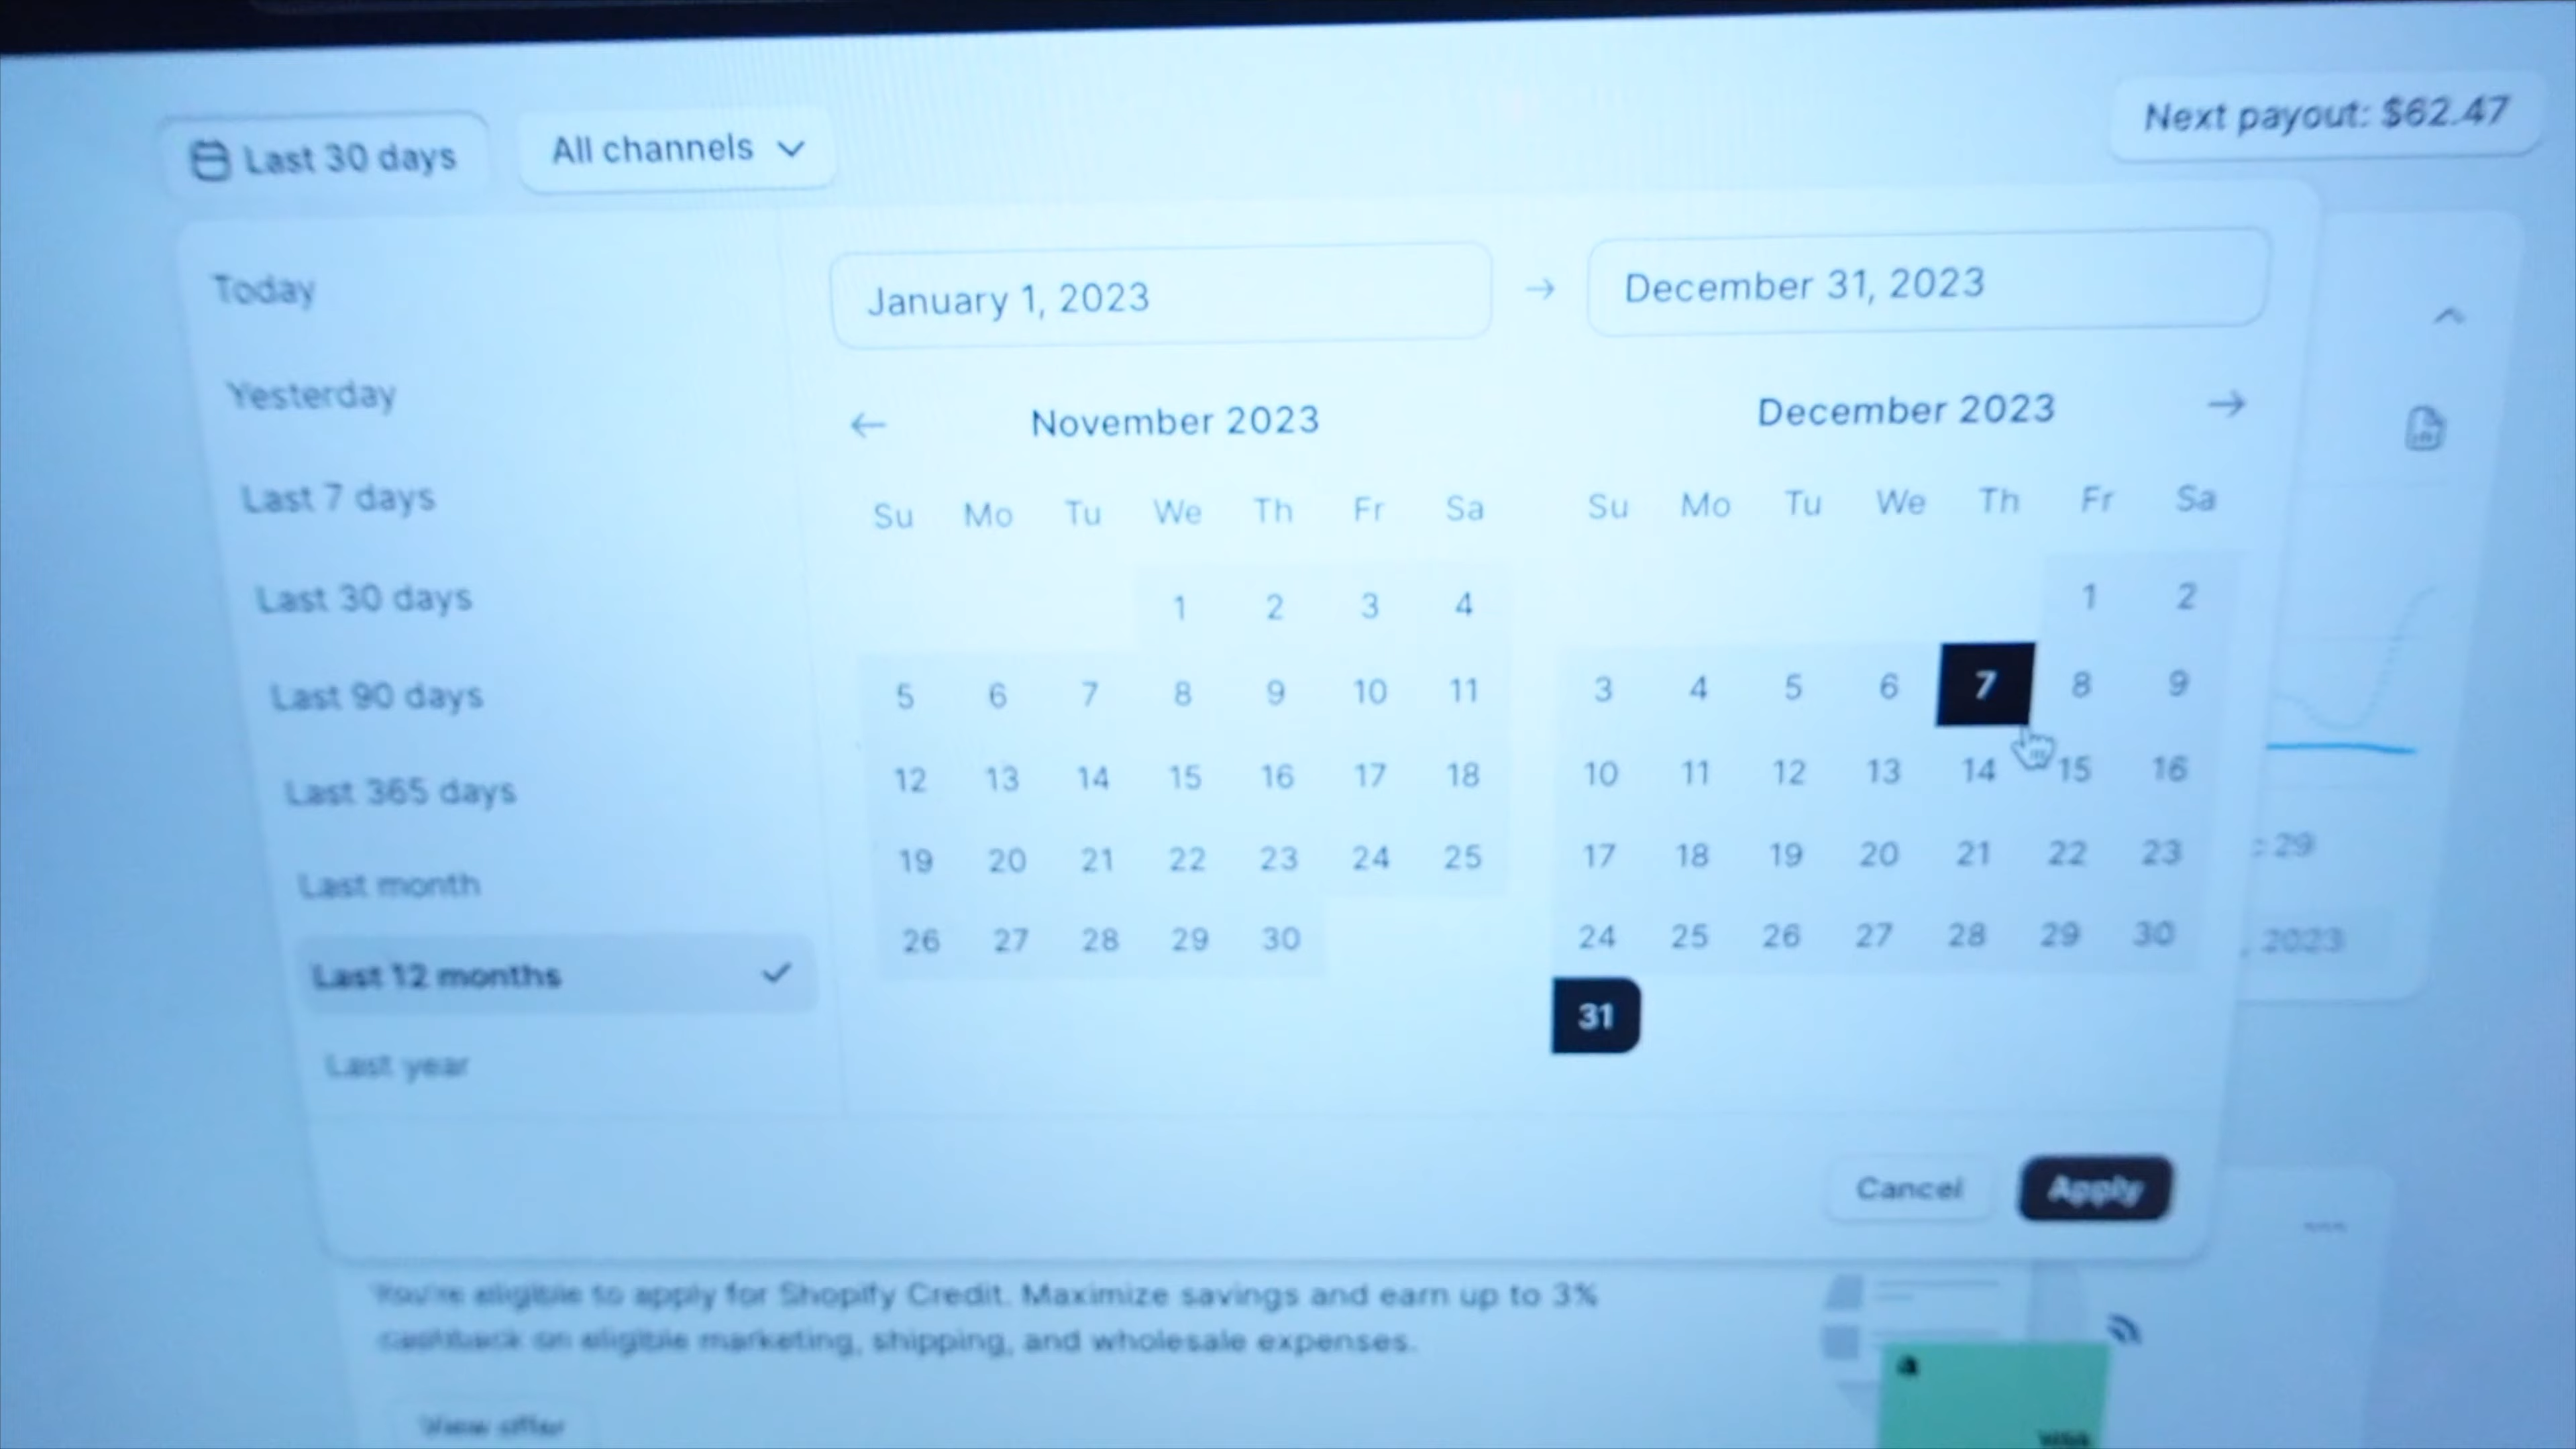 Last 30 days
All channels
Next payout: $62.47
Today
Yesterday
Last 7 days
Last 30 days
Last 90 days
Last 365 days
Last month
Last 12 months
Last year
January 1, 2023 → December 31, 2023
← November 2023
Su Mo Tu We Th Fr Sa
1 2 3 4
5 6 7 8 9 10 11
12 13 14 15 16 17 18
19 20 21 22 23 24 25
26 27 28 29 30
December 2023 →
Su Mo Tu We Th Fr Sa
1 2
3 4 5 6 7 8 9
10 11 12 13 14 15 16
17 18 19 20 21 22 23
24 25 26 27 28 29 30
31
29
, 2023
Cancel
Apply
You're eligible to apply for Shopify Credit. Maximize savings and earn up to 3%
cashback on eligible marketing, shipping, and wholesale expenses.
View offer
VISA